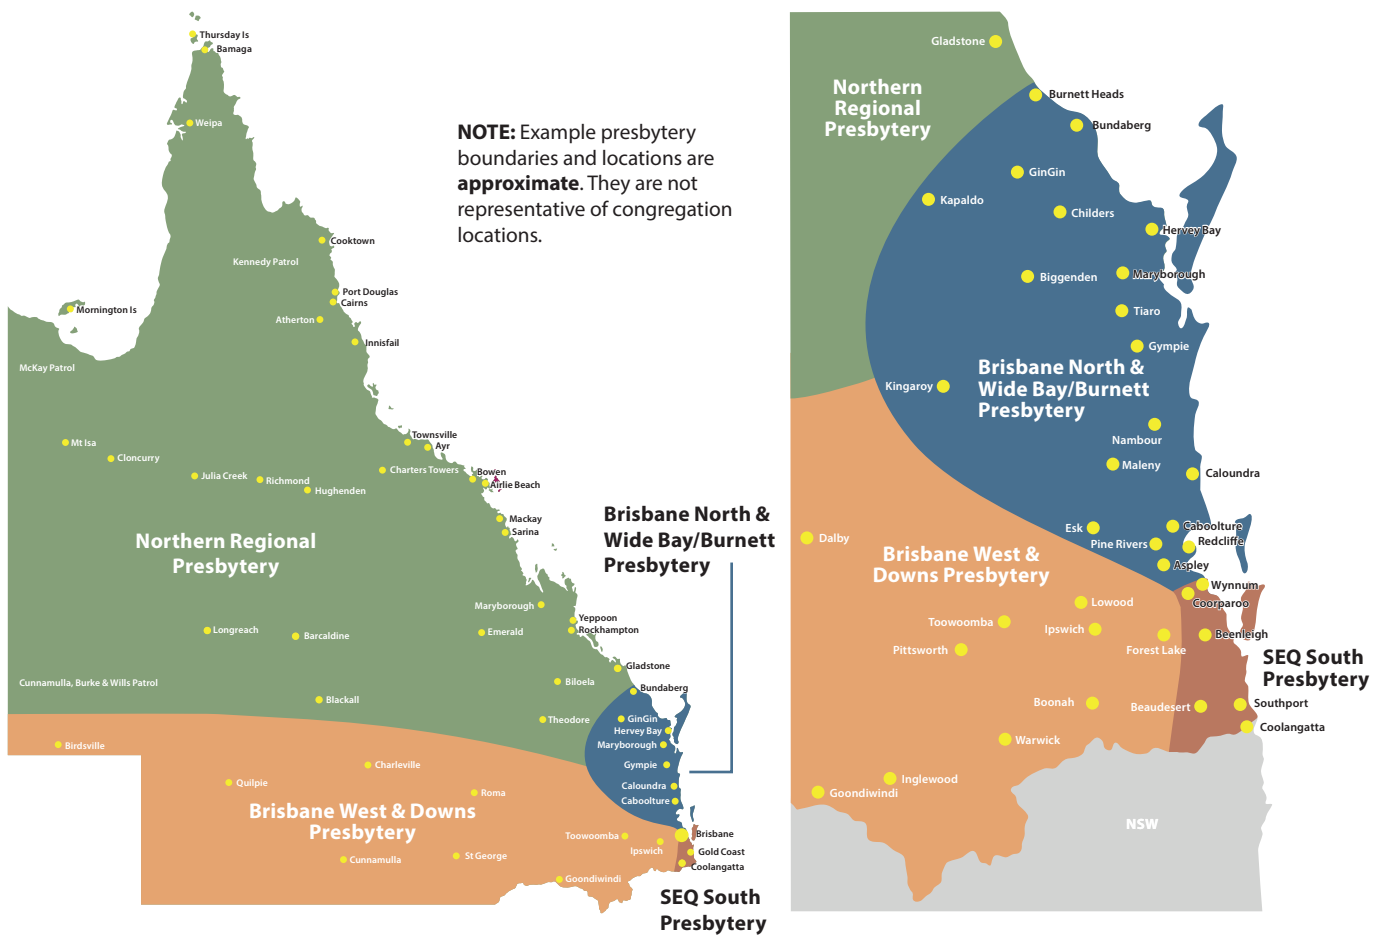 Thursday Is
Bamaga
Weipa
NOTE: Example presbytery
boundaries and locations are
approximate. They are not
representative of congregation
locations.
Cooktown
Kennedy Patrol
Port Douglas
Cairns
Mornington Is
Atherton
Innisfail
McKay Patrol
Townsville
Mt Isa
Ayr
Cloncurry
Charters Towers
Bowen
Julia Creek
Richmond
Airlie Beach
Hughenden
Mackay
Sarina
Northern Regional
Presbytery
Brisbane North &
Wide Bay/Burnett
Presbytery
Maryborough
Yeppoon
Longreach
Barcaldine
Emerald
Rockhampton
Gladstone
Cunnamulla, Burke & Wills Patrol
Biloela
Bundaberg
Blackall
Theodore
GinGin
Hervey Bay
Birdsville
Maryborough
Charleville
Gympie
Quilpie
Caloundra
Roma
Caboolture
Brisbane West & Downs
Presbytery
Toowoomba
Brisbane
Ipswich
Gold Coast
Cunnamulla
St George
Coolangatta
Goondiwindi
SEQ South
Presbytery
Gladstone
Northern
Regional
Presbytery
Burnett Heads
Bundaberg
GinGin
Kapaldo
Childers
Hervey Bay
Biggenden
Maryborough
Tiaro
Gympie
Brisbane North &
Wide Bay/Burnett
Presbytery
Kingaroy
Nambour
Maleny
Caloundra
Esk
Caboolture
Dalby
Pine Rivers
Redcliffe
Brisbane West &
Downs Presbytery
Aspley
Wynnum
Lowood
Coorparoo
Toowoomba
Ipswich
Beenleigh
Pittsworth
Forest Lake
SEQ South
Presbytery
Boonah
Beaudesert
Southport
Coolangatta
Warwick
Inglewood
Goondiwindi
NSW